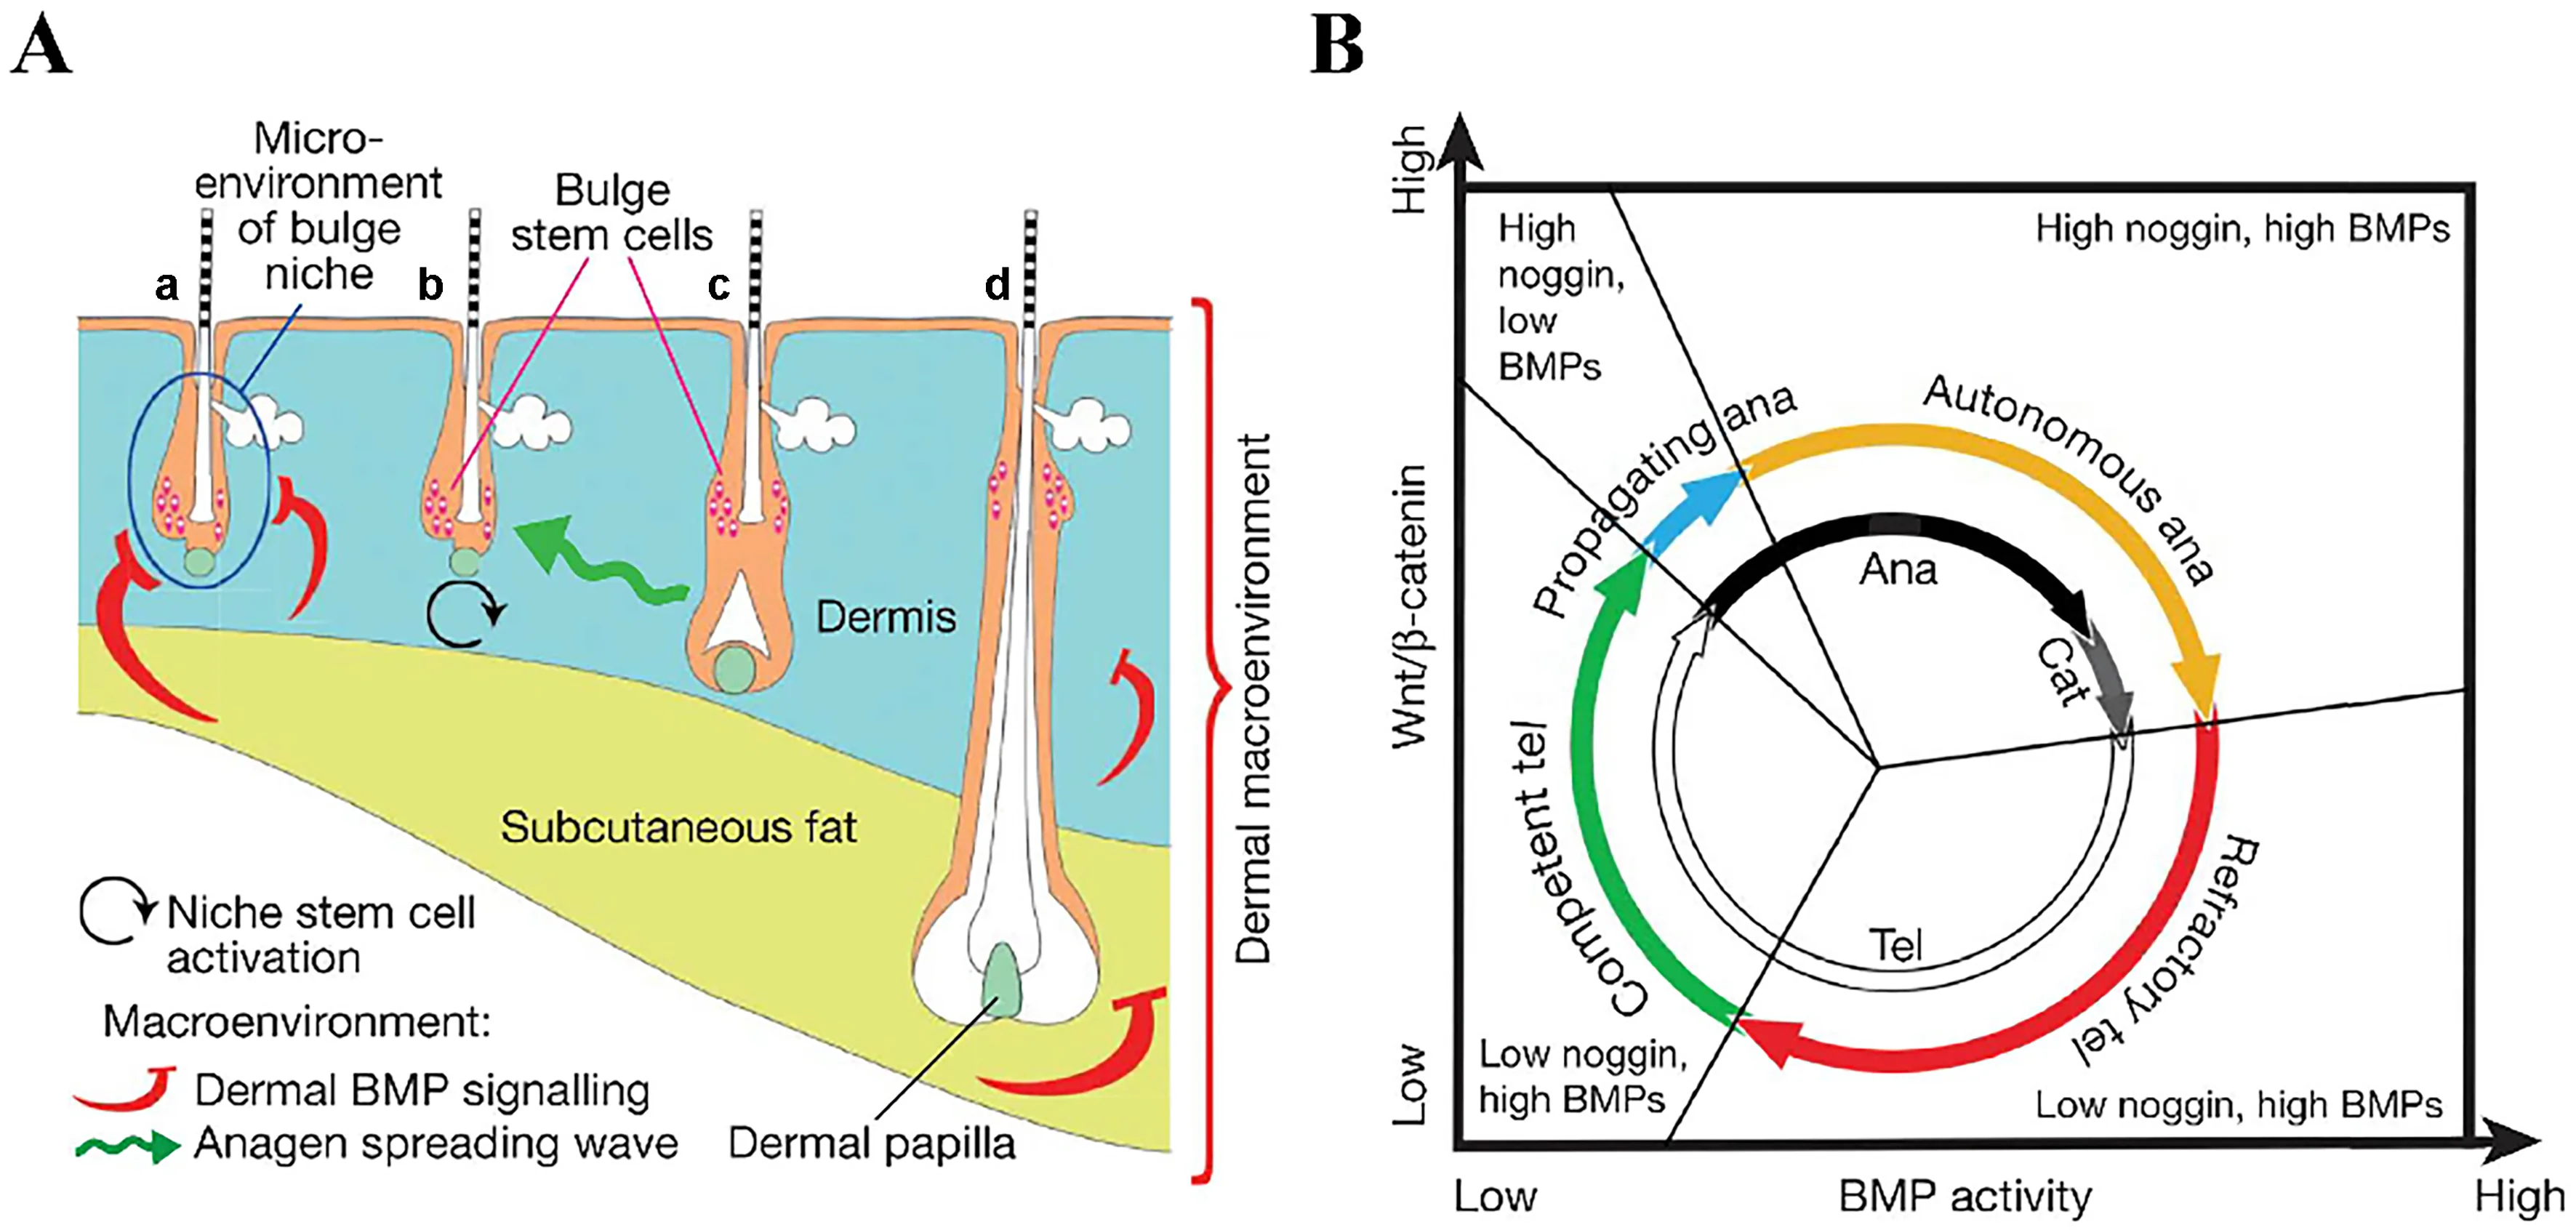 A
Micro-
environment
of bulge
niche
Bulge
stem cells
a
b
c
d
Dermis
Subcutaneous fat
Dermal macroenvironment
Niche stem cell
activation
Macroenvironment:
Dermal BMP signalling
Anagen spreading wave
Dermal papilla
B
High
Wnt/β-catenin
Low
High
noggin,
low
BMPs
High noggin, high BMPs
Propagating ana
Autonomous ana
Ana
Cat
Competent tel
Tel
Refractory tel
Low noggin,
high BMPs
Low noggin, high BMPs
Low
BMP activity
High